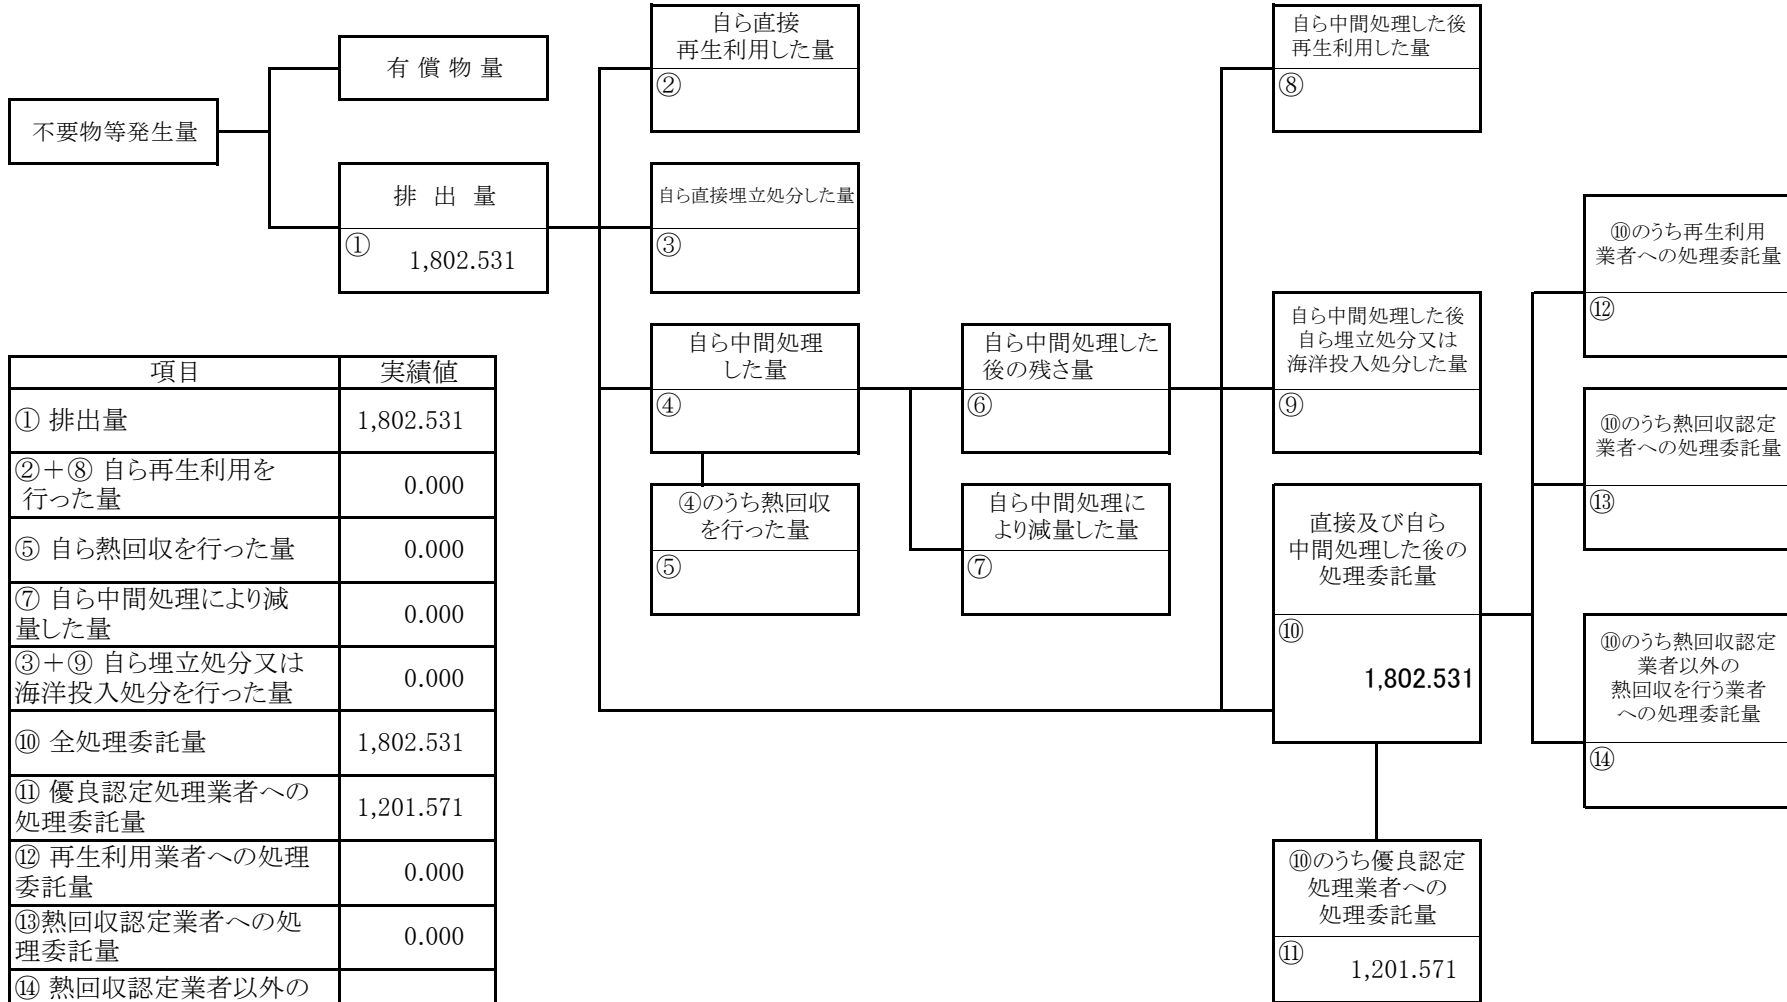 不要物等発生量
有 償 物 量
排 出 量
①
1,802.531
自ら直接
再生利用した量
②
自ら直接埋立処分した量
③
自ら中間処理
した量
④
④のうち熱回収
を行った量
⑤
自ら中間処理した
後の残さ量
⑥
自ら中間処理に
より減量した量
⑦
自ら中間処理した後
再生利用した量
⑧
自ら中間処理した後
自ら埋立処分又は
海洋投入処分した量
⑨
直接及び自ら
中間処理した後の
処理委託量
⑩
1,802.531
⑩のうち優良認定
処理業者への
処理委託量
⑪
1,201.571
⑩のうち再生利用
業者への処理委託量
⑫
⑩のうち熱回収認定
業者への処理委託量
⑬
⑩のうち熱回収認定
業者以外の
熱回収を行う業者
への処理委託量
⑭
項目 実績値
① 排出量 1,802.531
②+⑧ 自ら再生利用を
行った量 0.000
⑤ 自ら熱回収を行った量 0.000
⑦ 自ら中間処理により減
量した量 0.000
③+⑨ 自ら埋立処分又は
海洋投入処分を行った量 0.000
⑩ 全処理委託量 1,802.531
⑪ 優良認定処理業者への
処理委託量 1,201.571
⑫ 再生利用業者への処理
委託量 0.000
⑬熱回収認定業者への処
理委託量 0.000
⑭ 熱回収認定業者以外の